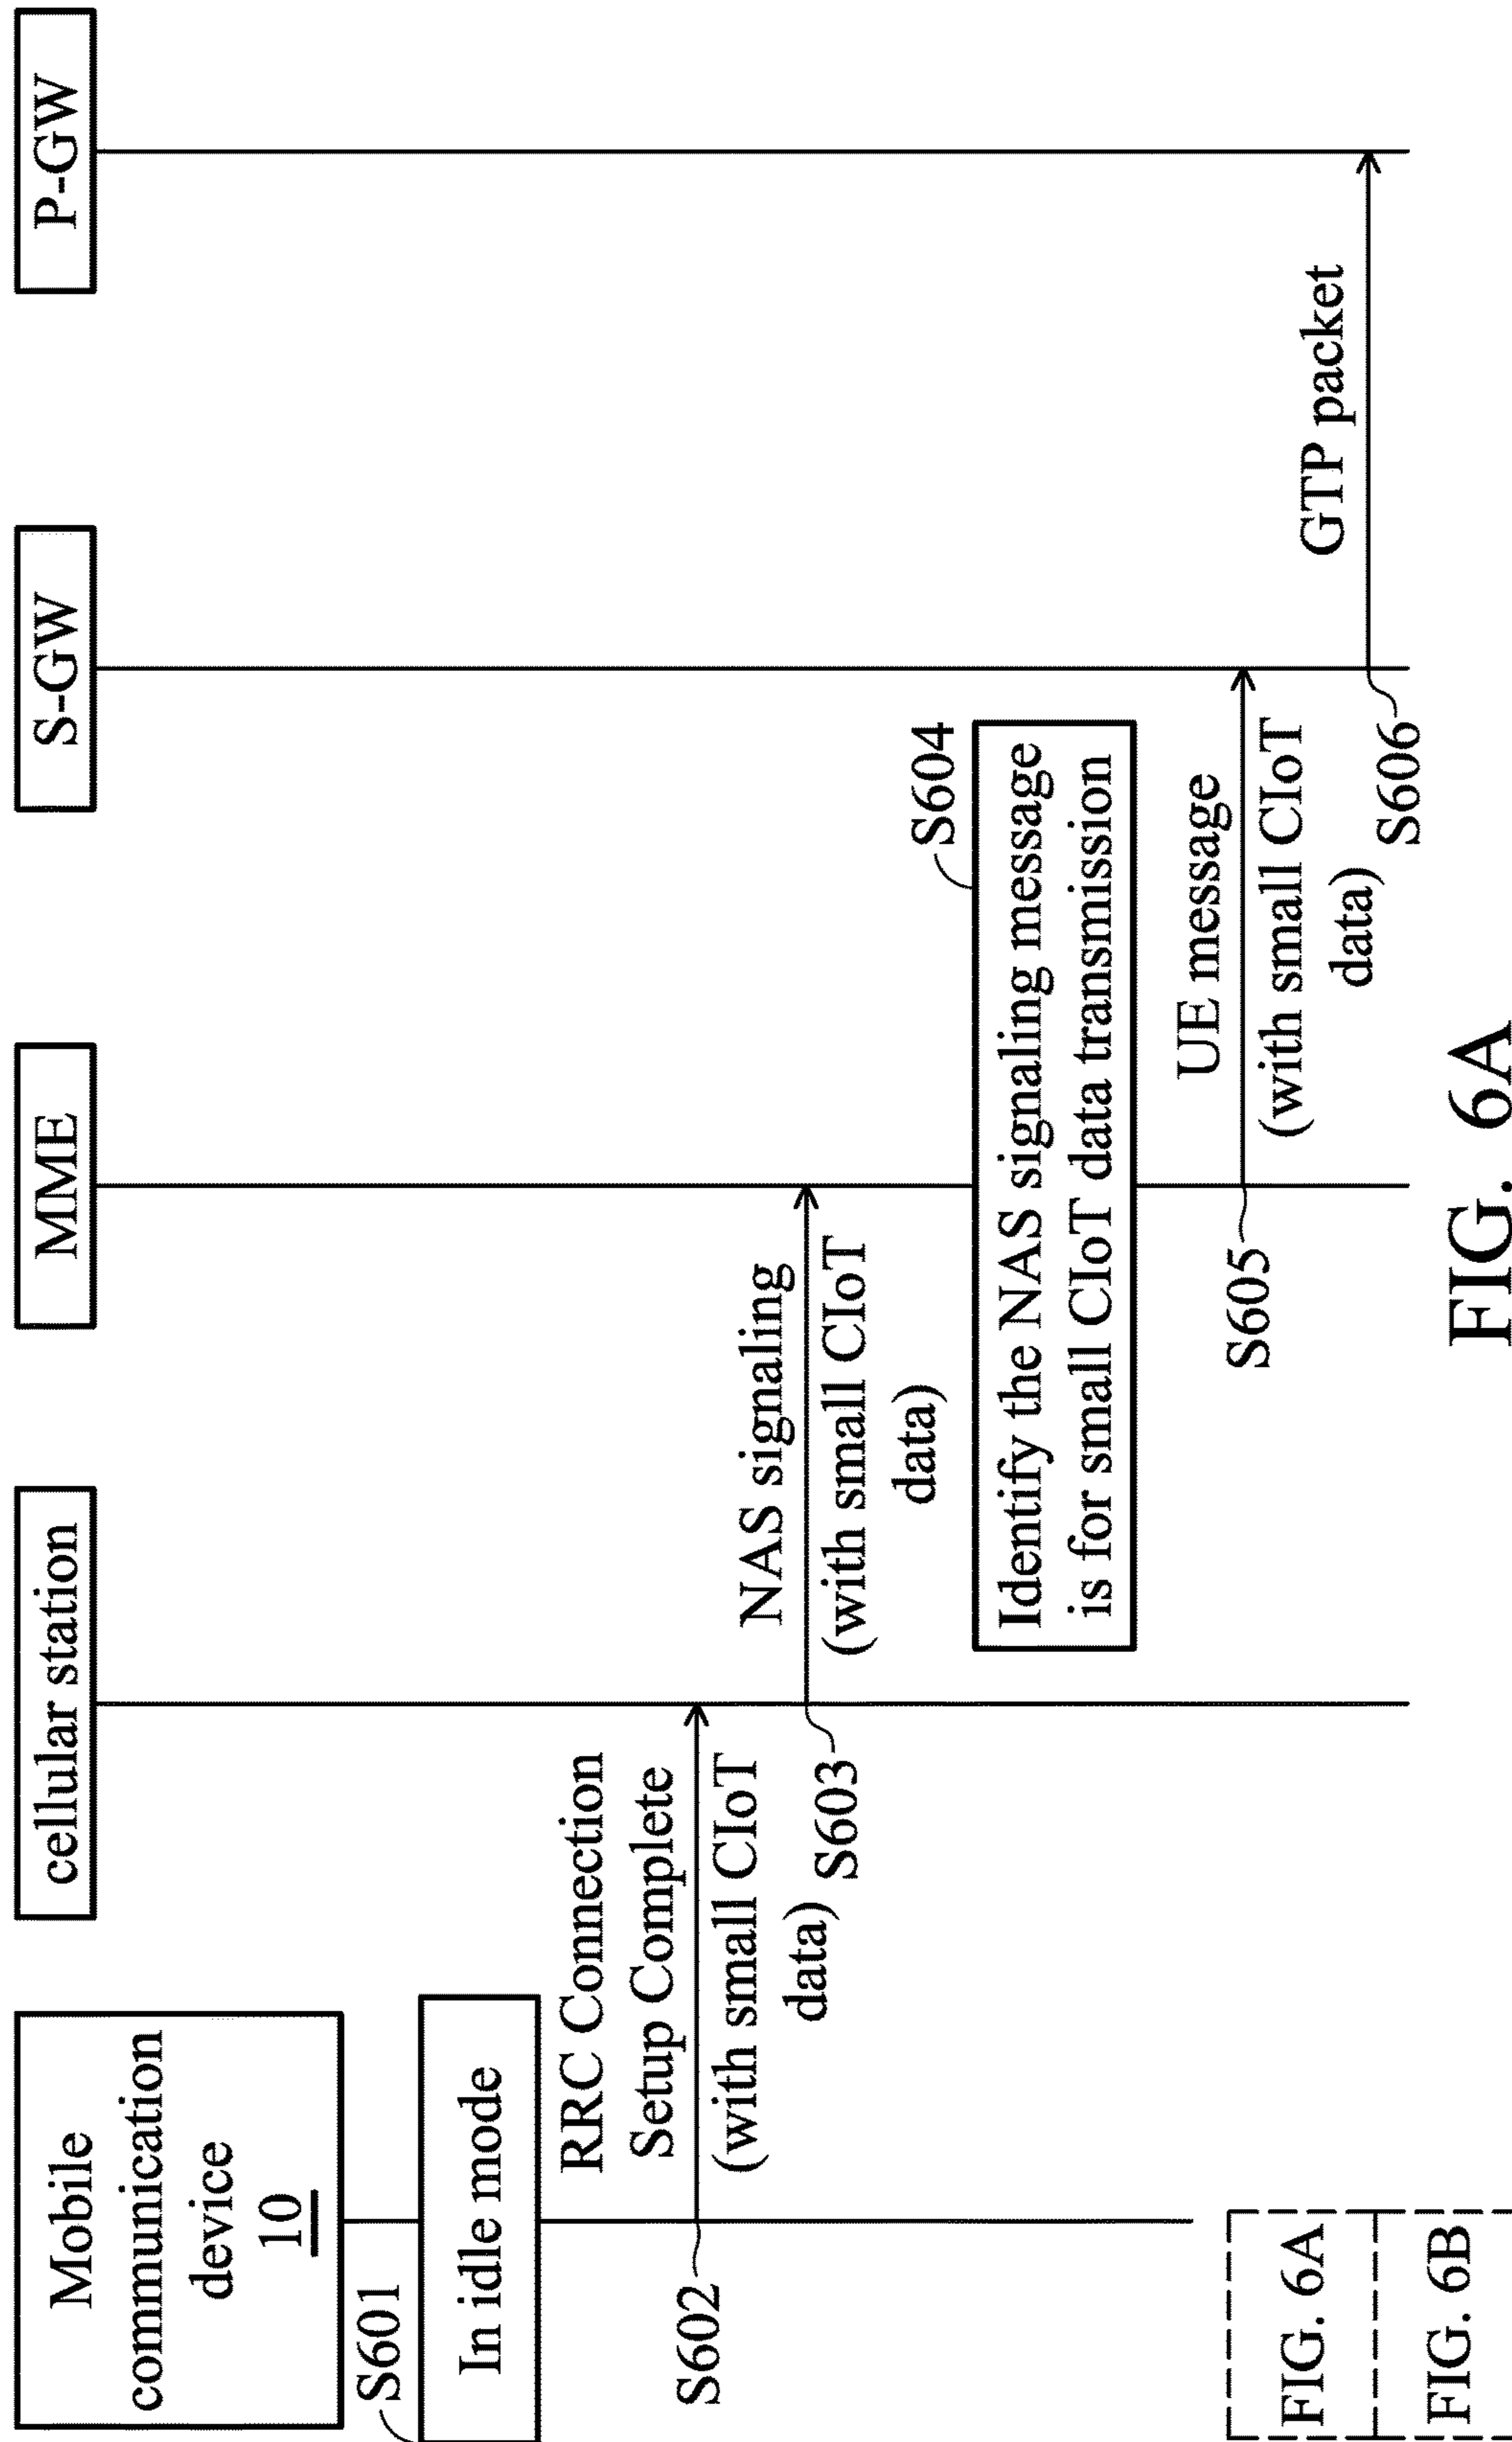 Mobile
communication
device
10
cellular station
MME
S-GW
P-GW
S601
In idle mode
RRC Connection
Setup Complete
(with small CIoT
data)
S602
NAS signaling
(with small CIoT
data)
S603
S604
Identify the NAS signaling message
is for small CIoT data transmission
UE message
(with small CIoT
data)
S605
GTP packet
S606
FIG. 6A
FIG. 6B
FIG. 6A